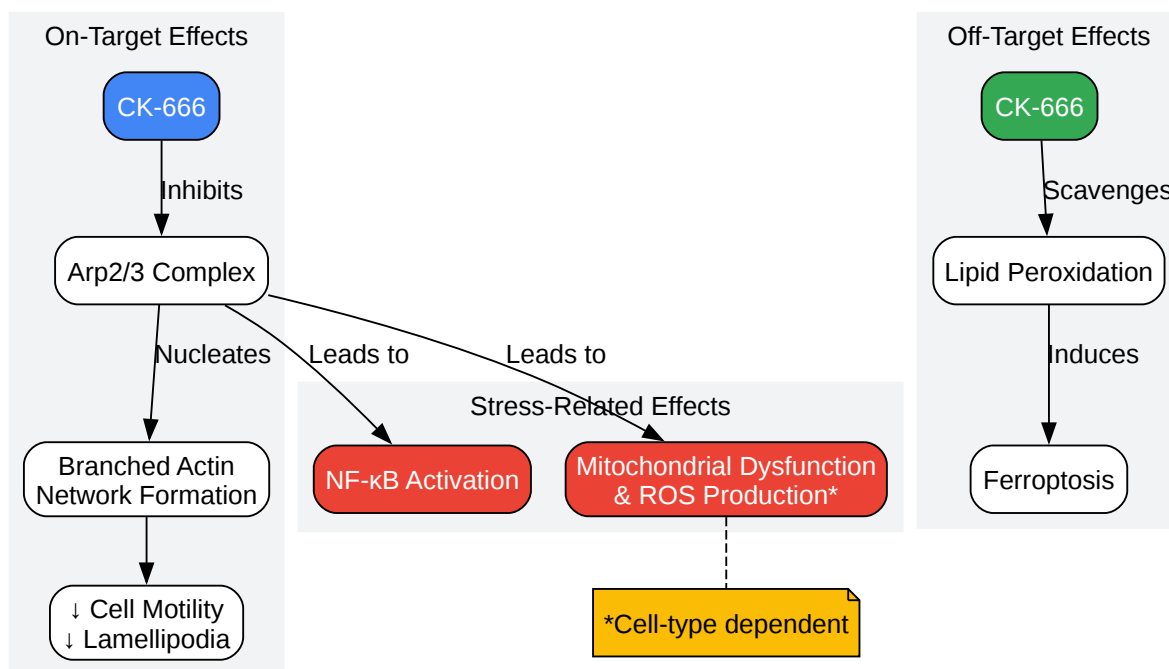 On-Target Effects
CK-666
Inhibits
Arp2/3 Complex
Nucleates
Branched Actin
Network Formation
↓ Cell Motility
↓ Lamellipodia
Leads to
Leads to
Stress-Related Effects
NF-κB Activation
Mitochondrial Dysfunction
& ROS Production*
*Cell-type dependent
Off-Target Effects
CK-666
Scavenges
Lipid Peroxidation
Induces
Ferroptosis